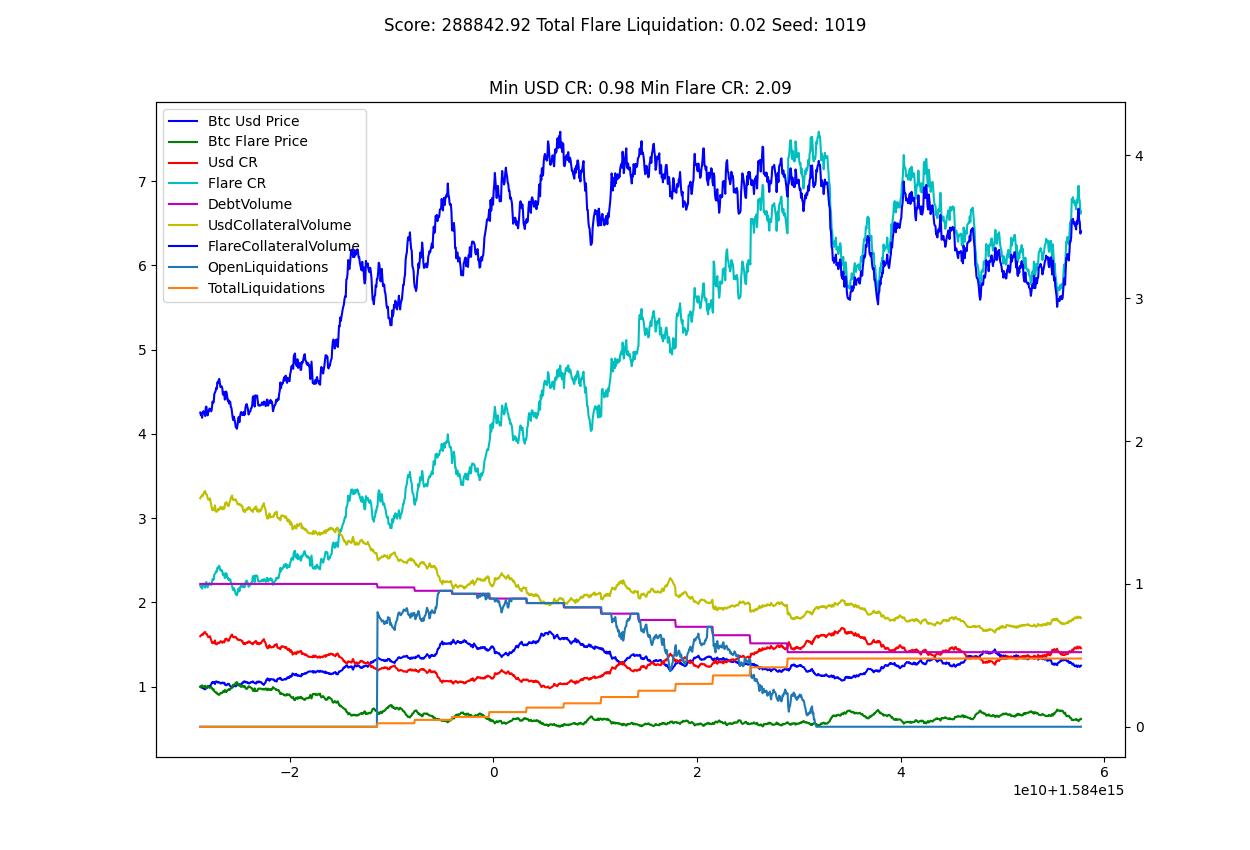 Score: 288842.92 Total Flare Liquidation: 0.02 Seed: 1019
Min USD CR: 0.98 Min Flare CR: 2.09
Btc Usd Price
Btc Flare Price
Usd CR
Flare CR
DebtVolume
UsdCollateralVolume
FlareCollateralVolume
OpenLiquidations
TotalLiquidations
7
6
5
4
3
2
1
4
3
2
1
0
−2
0
2
4
6
1e10+1.584e15